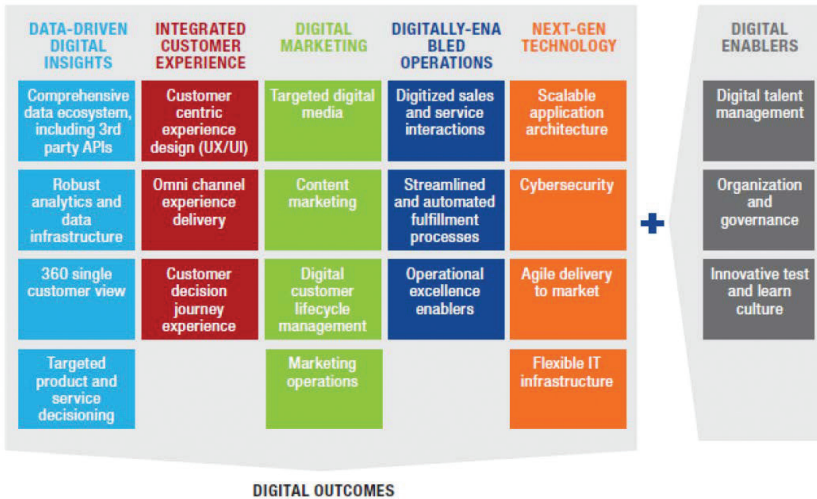 DATA-DRIVEN
DIGITAL
INSIGHTS
INTEGRATED
CUSTOMER
EXPERIENCE
DIGITAL
MARKETING
DIGITALLY-ENA
BLED
OPERATIONS
NEXT-GEN
TECHNOLOGY
DIGITAL
ENABLERS
Comprehensive
data ecosystem,
including 3rd
party APIs
Customer
centric
experience
design (UX/UI)
Targeted digital
media
Digitized sales
and service
interactions
Scalable
application
architecture
Digital talent
management
Robust
analytics and
data
infrastructure
Omni channel
experience
delivery
Content
marketing
Streamlined
and automated
fulfillment
processes
Cybersecurity
+
Organization
and
governance
360 single
customer view
Customer
decision
journey
experience
Digital
customer
lifecycle
management
Operational
excellence
enablers
Agile delivery
to market
Innovative test
and learn
culture
Targeted
product and
service
decisioning
Marketing
operations
Flexible IT
infrastructure
DIGITAL OUTCOMES